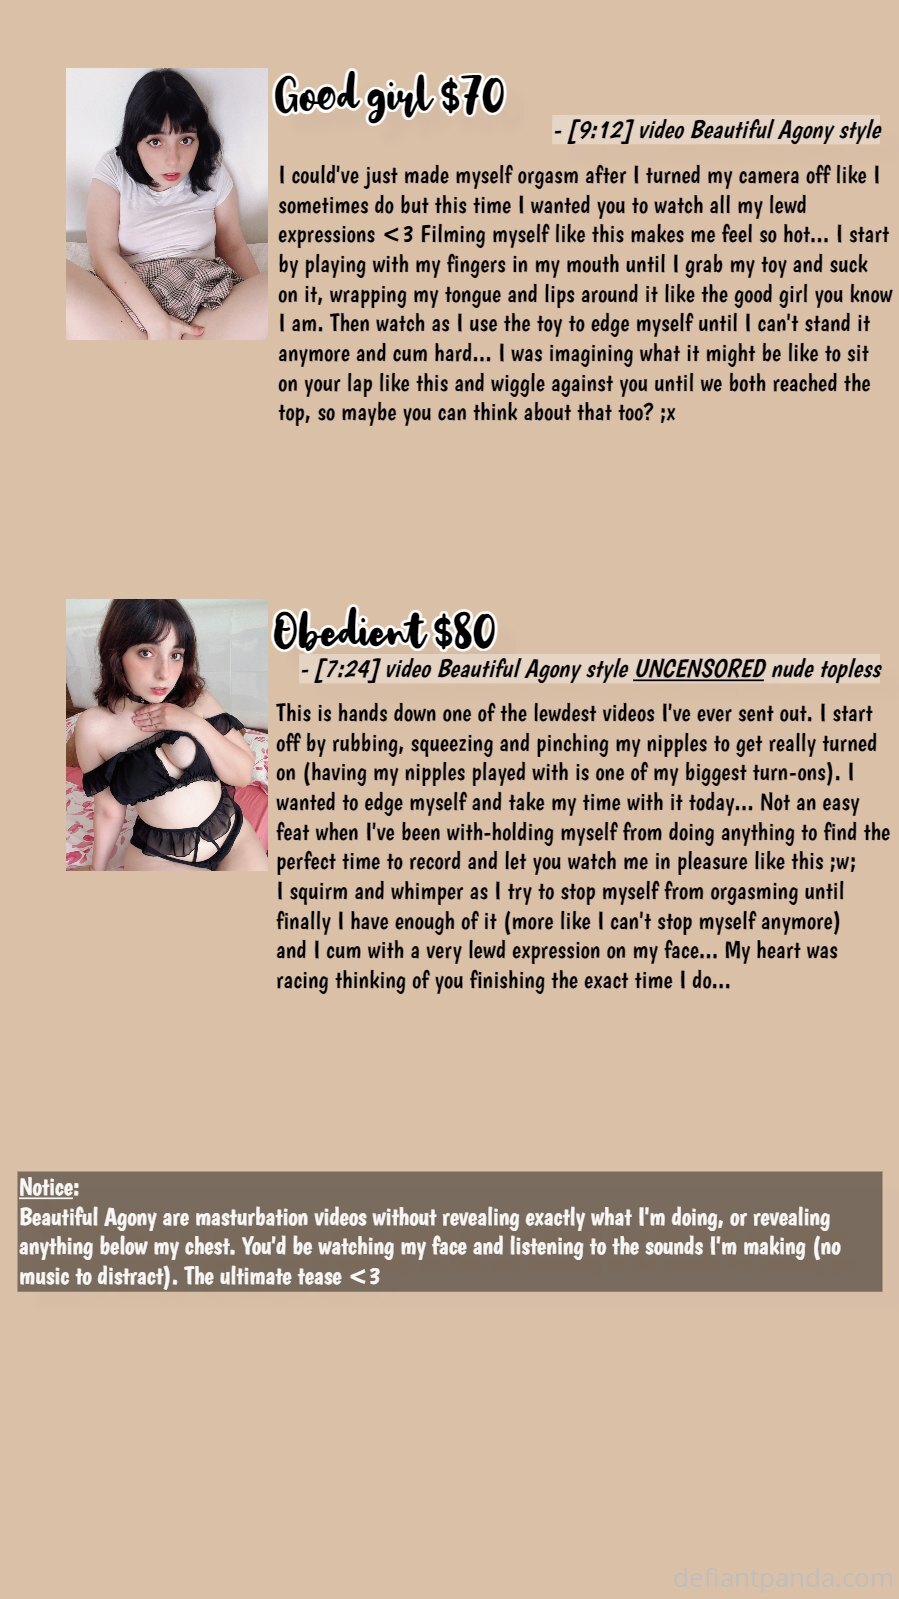 Good girl $70
- [9:12] video Beautiful Agony style
I could've just made myself orgasm after I turned my camera off like I
sometimes do but this time I wanted you to watch all my lewd
expressions <3 Filming myself like this makes me feel so hot... I start
by playing with my fingers in my mouth until I grab my toy and suck
on it, wrapping my tongue and lips around it like the good girl you know
I am. Then watch as I use the toy to edge myself until I can't stand it
anymore and cum hard... I was imagining what it might be like to sit
on your lap like this and wiggle against you until we both reached the
top, so maybe you can think about that too? ;x
Obedient $80
- [7:24] video Beautiful Agony style UNCENSORED nude topless
This is hands down one of the lewdest videos I've ever sent out. I start
off by rubbing, squeezing and pinching my nipples to get really turned
on (having my nipples played with is one of my biggest turn-ons). I
wanted to edge myself and take my time with it today... Not an easy
feat when I've been with-holding myself from doing anything to find the
perfect time to record and let you watch me in pleasure like this ;w;
I squirm and whimper as I try to stop myself from orgasming until
finally I have enough of it (more like I can't stop myself anymore)
and I cum with a very lewd expression on my face... My heart was
racing thinking of you finishing the exact time I do...
Notice:
Beautiful Agony are masturbation videos without revealing exactly what I'm doing, or revealing
anything below my chest. You'd be watching my face and listening to the sounds I'm making (no
music to distract). The ultimate tease <3
defiantpanda.com